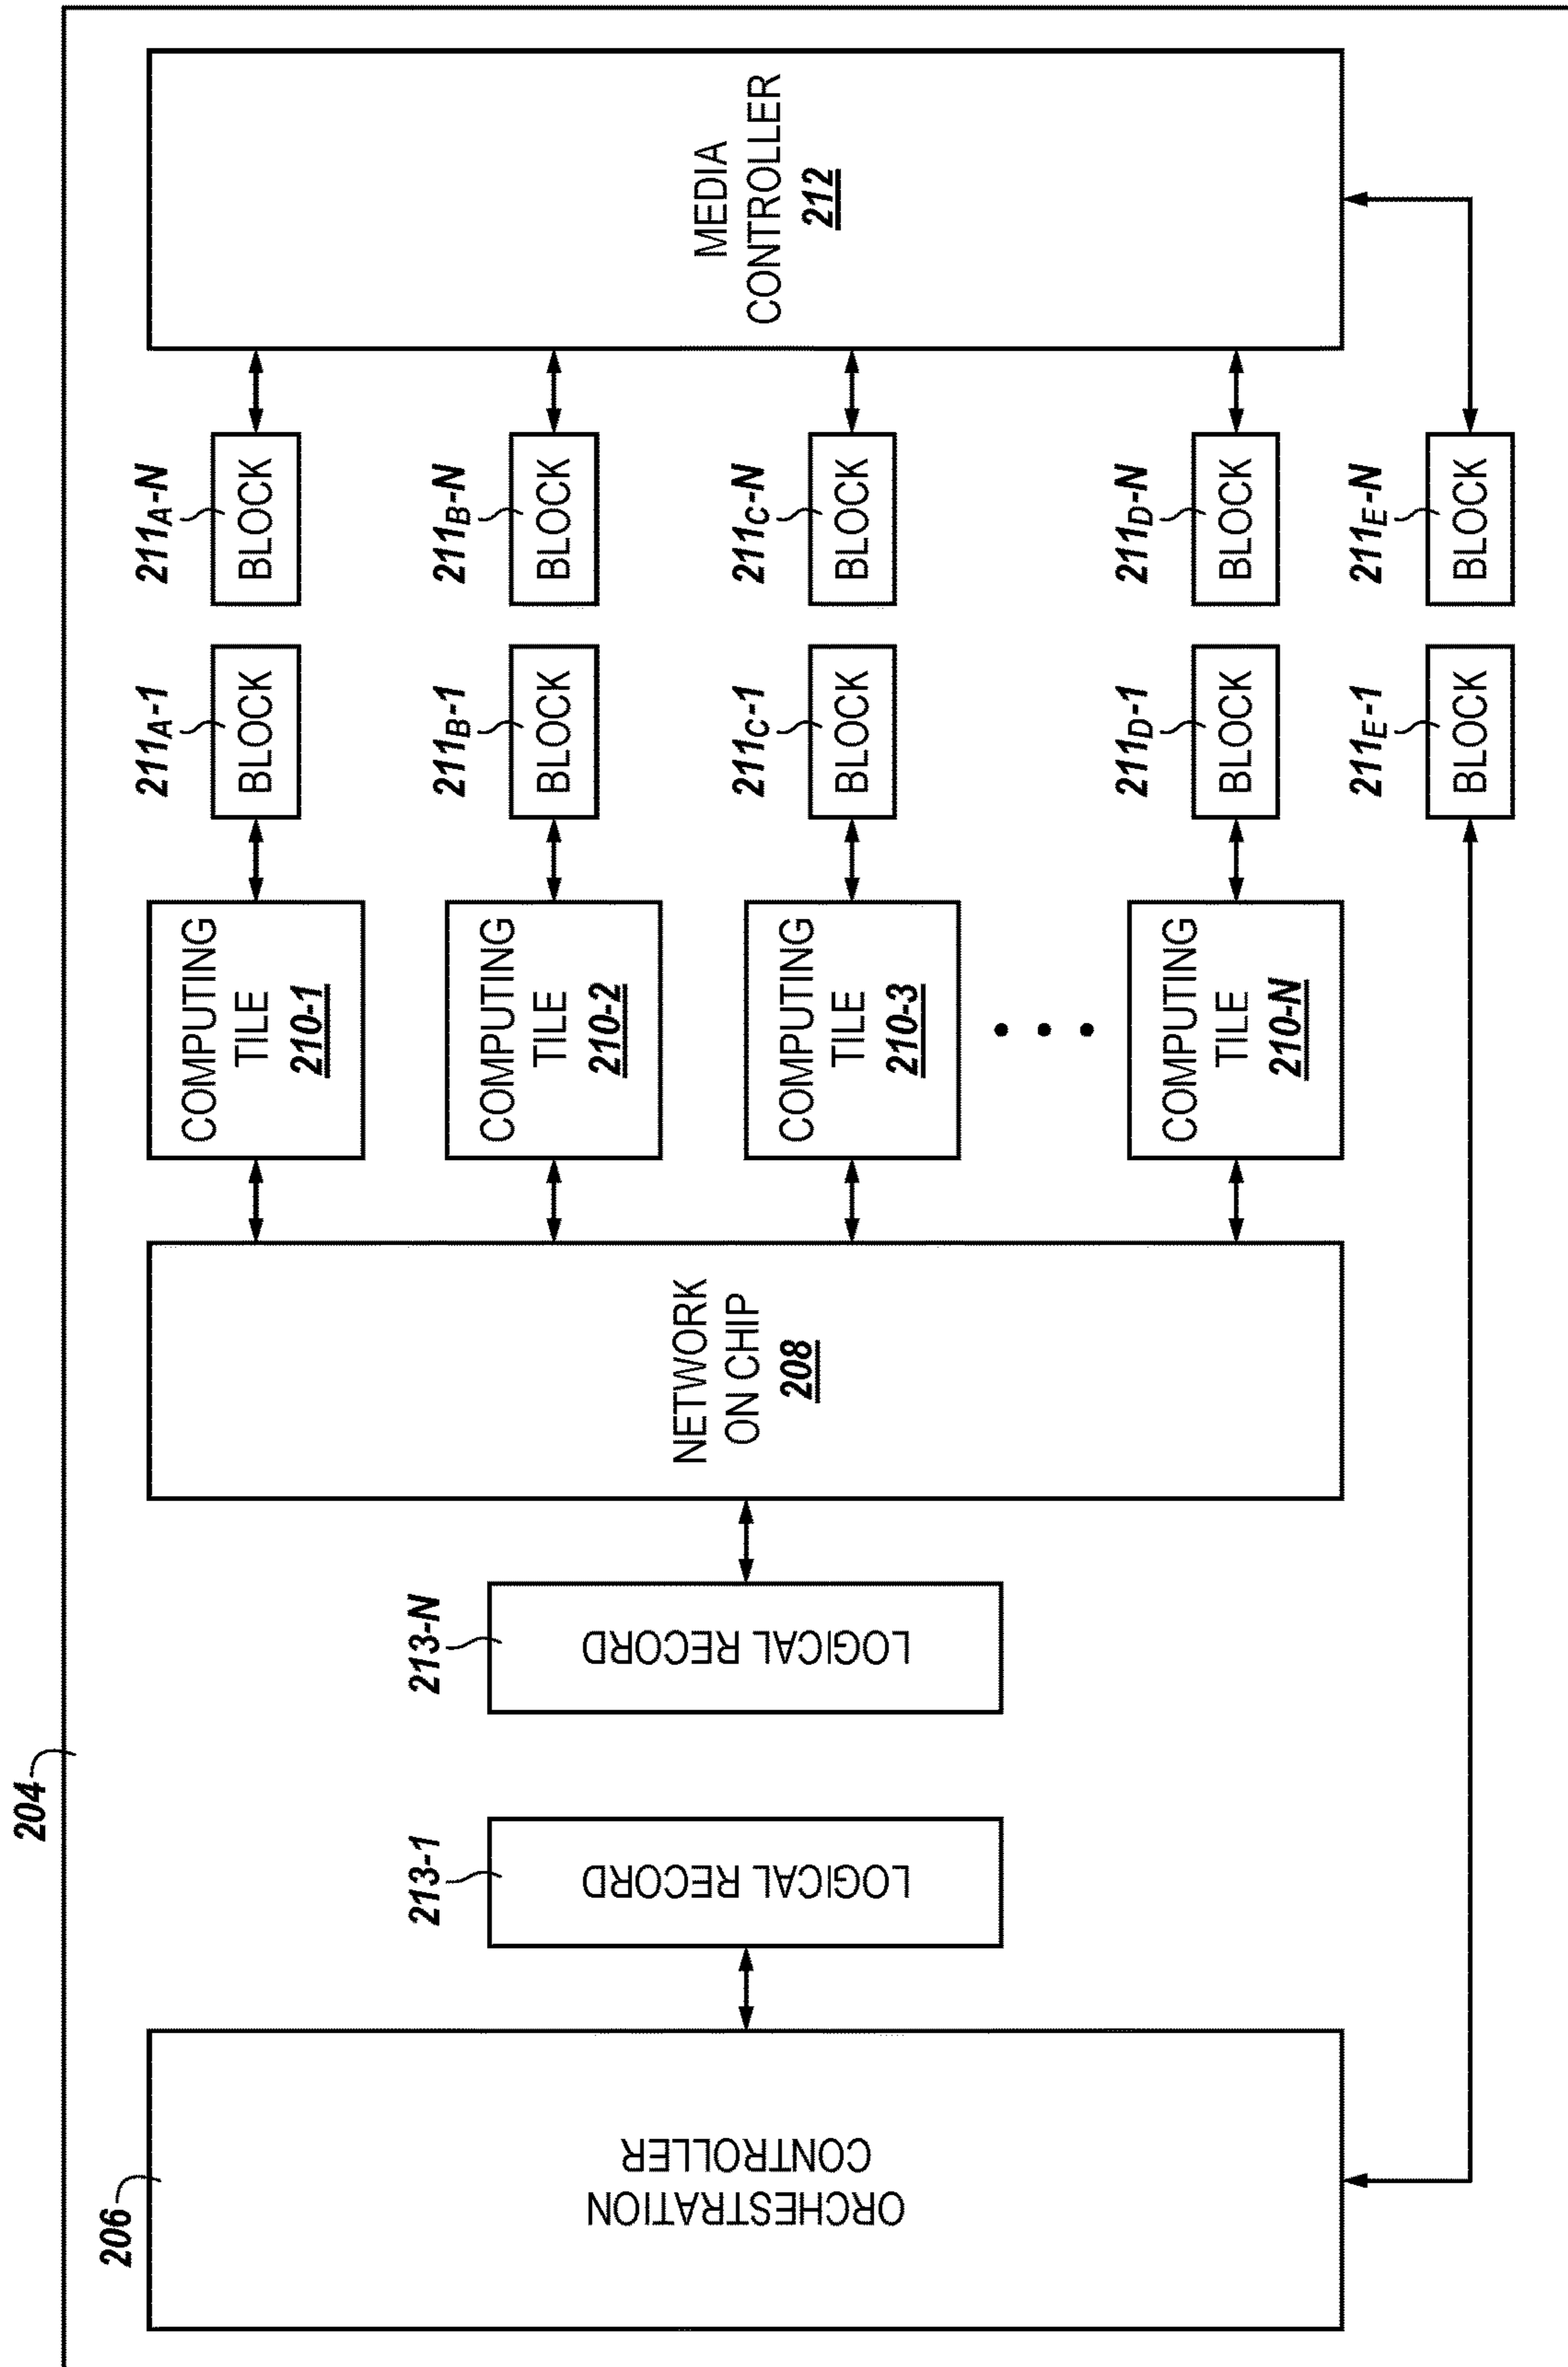 204
206
ORCHESTRATION
CONTROLLER
213-1
LOGICAL RECORD
213-N
LOGICAL RECORD
NETWORK
ON CHIP
208
COMPUTING
TILE
210-1
COMPUTING
TILE
210-2
COMPUTING
TILE
210-3
COMPUTING
TILE
210-N
211A-1
BLOCK
211A-N
BLOCK
211B-1
BLOCK
211B-N
BLOCK
211C-1
BLOCK
211C-N
BLOCK
211D-1
BLOCK
211D-N
BLOCK
211E-1
BLOCK
211E-N
BLOCK
MEDIA
CONTROLLER
212